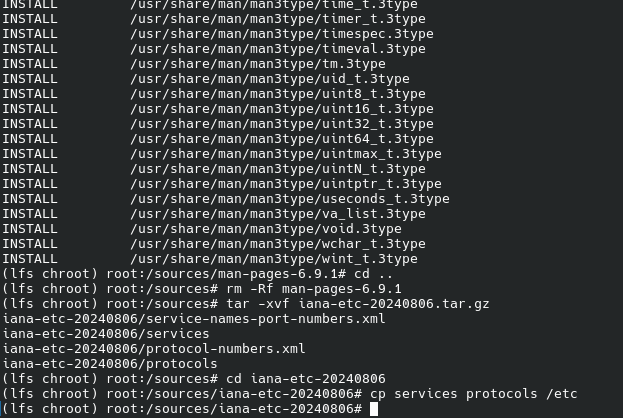 INSTALL /usr/share/man/man3type/time_t.3type
INSTALL /usr/share/man/man3type/timer_t.3type
INSTALL /usr/share/man/man3type/timespec.3type
INSTALL /usr/share/man/man3type/timeval.3type
INSTALL /usr/share/man/man3type/tm.3type
INSTALL /usr/share/man/man3type/uid_t.3type
INSTALL /usr/share/man/man3type/uint8_t.3type
INSTALL /usr/share/man/man3type/uint16_t.3type
INSTALL /usr/share/man/man3type/uint32_t.3type
INSTALL /usr/share/man/man3type/uint64_t.3type
INSTALL /usr/share/man/man3type/uintmax_t.3type
INSTALL /usr/share/man/man3type/uintN_t.3type
INSTALL /usr/share/man/man3type/uintptr_t.3type
INSTALL /usr/share/man/man3type/useconds_t.3type
INSTALL /usr/share/man/man3type/va_list.3type
INSTALL /usr/share/man/man3type/void.3type
INSTALL /usr/share/man/man3type/wchar_t.3type
INSTALL /usr/share/man/man3type/wint_t.3type
(lfs chroot) root:/sources/man-pages-6.9.1# cd ..
(lfs chroot) root:/sources# rm -Rf man-pages-6.9.1
(lfs chroot) root:/sources# tar -xvf iana-etc-20240806.tar.gz
iana-etc-20240806/service-names-port-numbers.xml
iana-etc-20240806/services
iana-etc-20240806/protocol-numbers.xml
iana-etc-20240806/protocols
(lfs chroot) root:/sources# cd iana-etc-20240806
(lfs chroot) root:/sources/iana-etc-20240806# cp services protocols /etc
(lfs chroot) root:/sources/iana-etc-20240806#